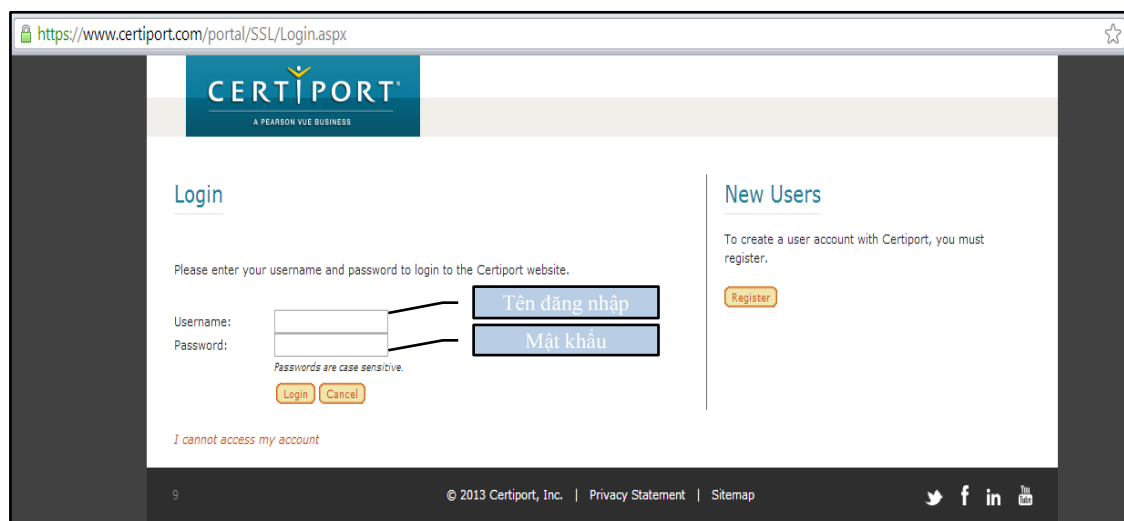 https://www.certiport.com/portal/SSL/Login.aspx
CERTIPORT
A PEARSON VUE BUSINESS
Login
Please enter your username and password to login to the Certiport website.
Username:
Tên đăng nhập
Password:
Mật khẩu
Passwords are case sensitive.
Login Cancel
I cannot access my account
New Users
To create a user account with Certiport, you must
register.
Register
9 © 2013 Certiport, Inc. | Privacy Statement | Sitemap
f in You Tube